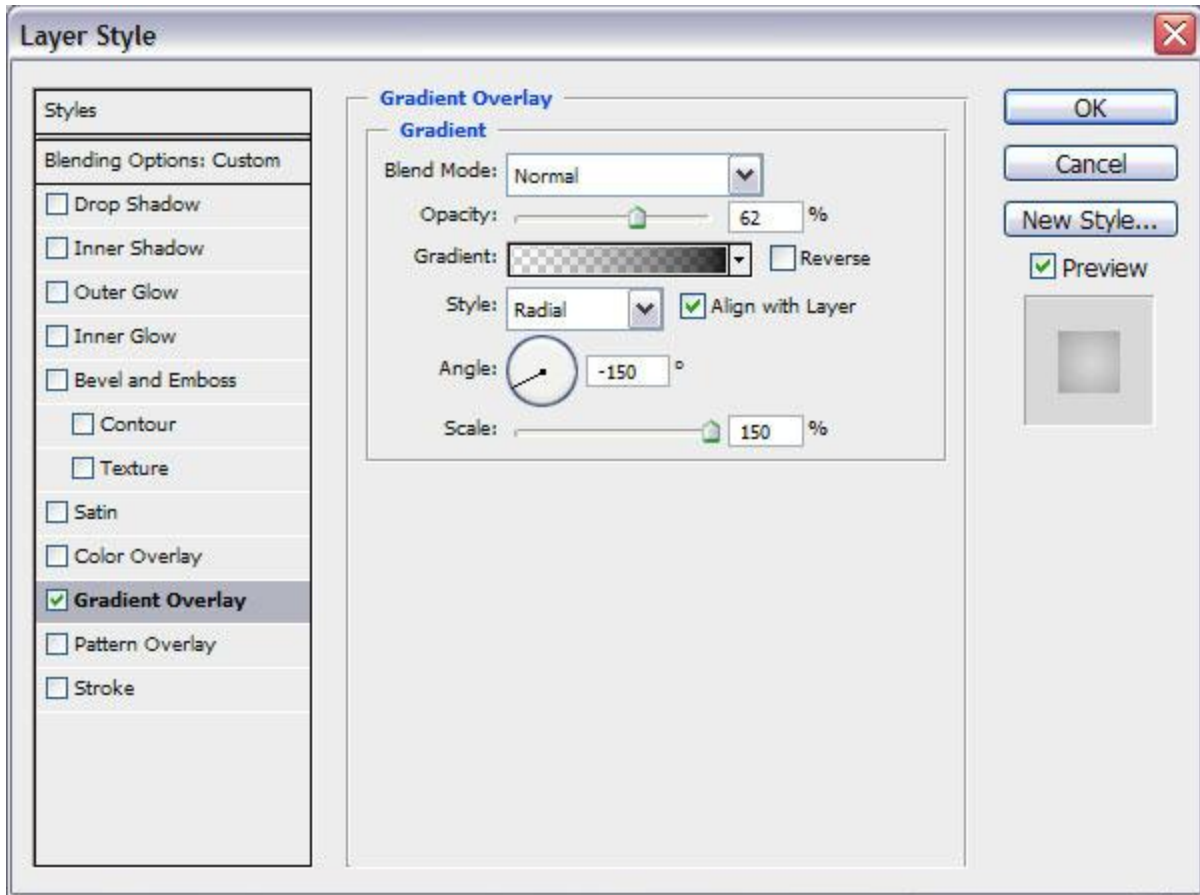 Layer Style
Styles
Blending Options: Custom
Drop Shadow
Inner Shadow
Outer Glow
Inner Glow
Bevel and Emboss
Contour
Texture
Satin
Color Overlay
Gradient Overlay
Pattern Overlay
Stroke
Gradient Overlay
Gradient
Blend Mode: Normal
Opacity: 62 %
Gradient: Reverse
Style: Radial Align with Layer
Angle: -150 °
Scale: 150 %
OK
Cancel
New Style...
Preview